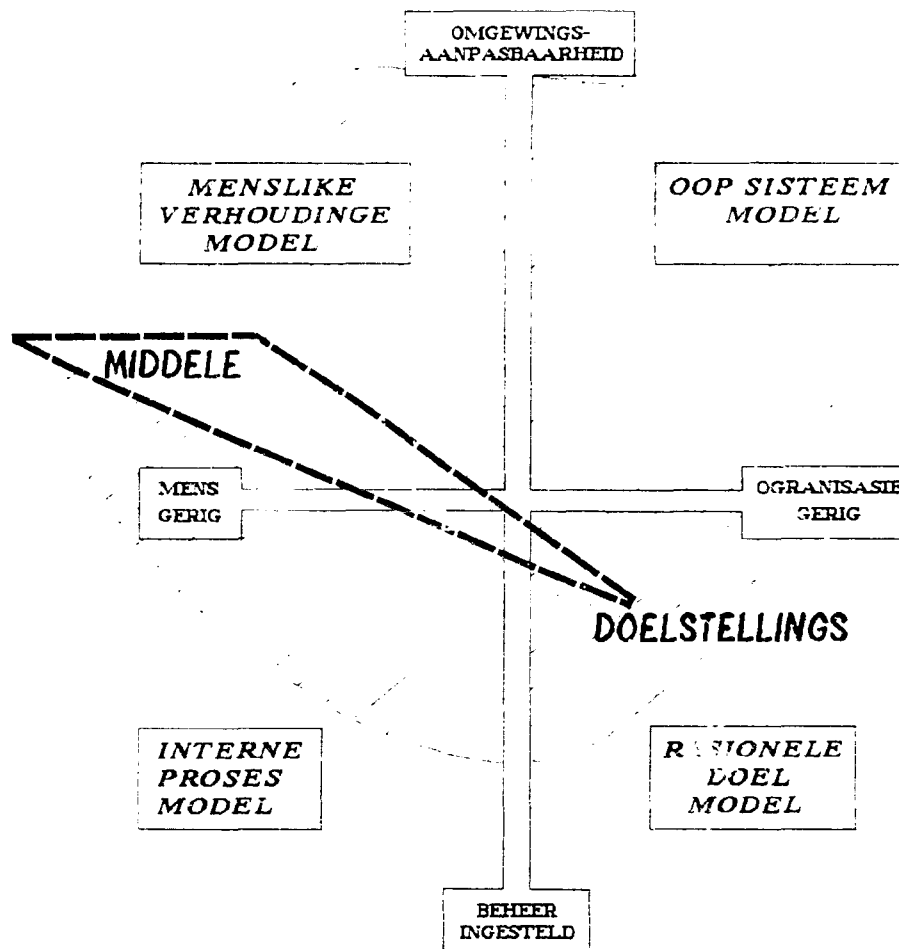 OMGEWINGS-
AANPASBAARHEID
MENSLIKE
VERHOUDINGE
MODEL
OOP SISTEEM
MODEL
MIDDELE
MENS
GERIG
OGRANISASIE
GERIG
DOELSTELLINGS
INTERNE
PROSES
MODEL
RASIONELE
DOEL
MODEL
BEHEER
INGESTELD